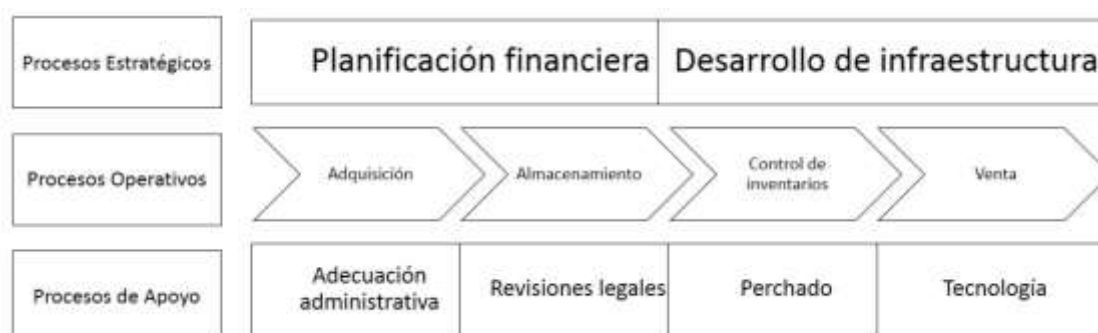 Procesos Estratégicos
Planificación financiera
Desarrollo de infraestructura
Procesos Operativos
Adquisición
Almacenamiento
Control de
inventarios
Venta
Procesos de Apoyo
Adecuación
administrativa
Revisiones legales
Perchado
Tecnología